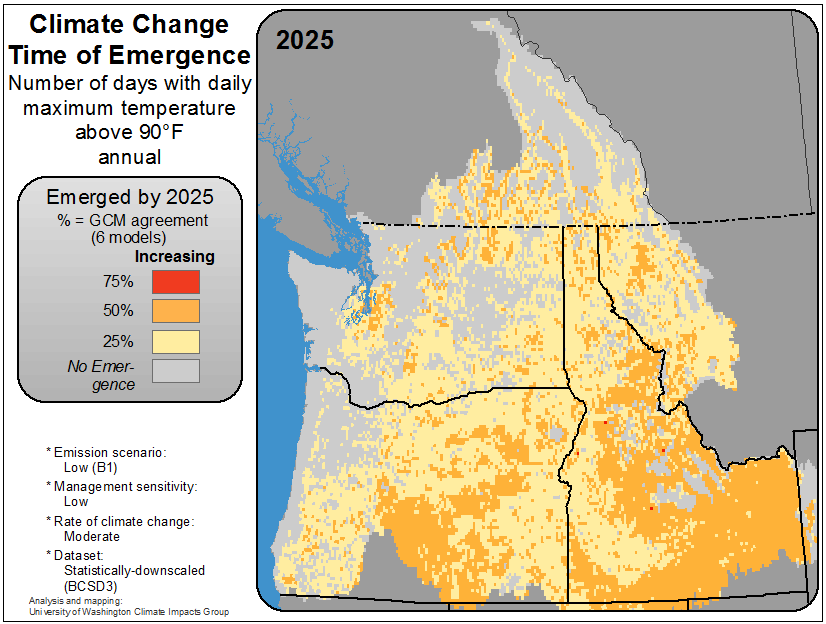 Climate Change
Time of Emergence
Number of days with daily
maximum temperature
above 90°F
annual
Emerged by 2025
% = GCM agreement
(6 models)
Increasing
75%
50%
25%
No Emer-
gence
* Emission scenario:
Low (B1)
* Management sensitivity:
Low
* Rate of climate change:
Moderate
* Dataset:
Statistically-downscaled
(BCSD3)
Analysis and mapping:
University of Washington Climate Impacts Group
2025